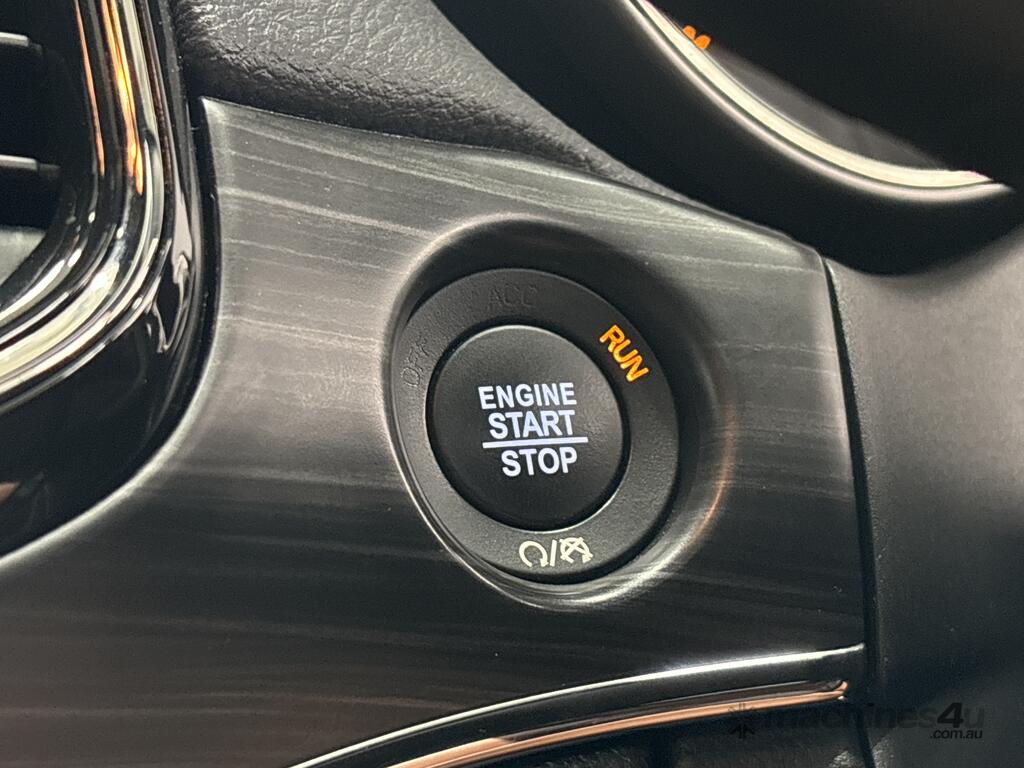 ACC
OFF
RUN
ENGINE
START
STOP
machines4u
.com.au